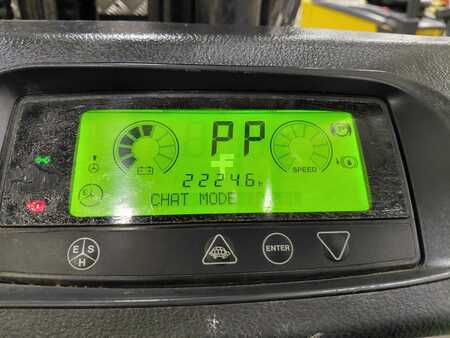 PP
SPEED
22246h
CHAT MODE
E S
H
ENTER